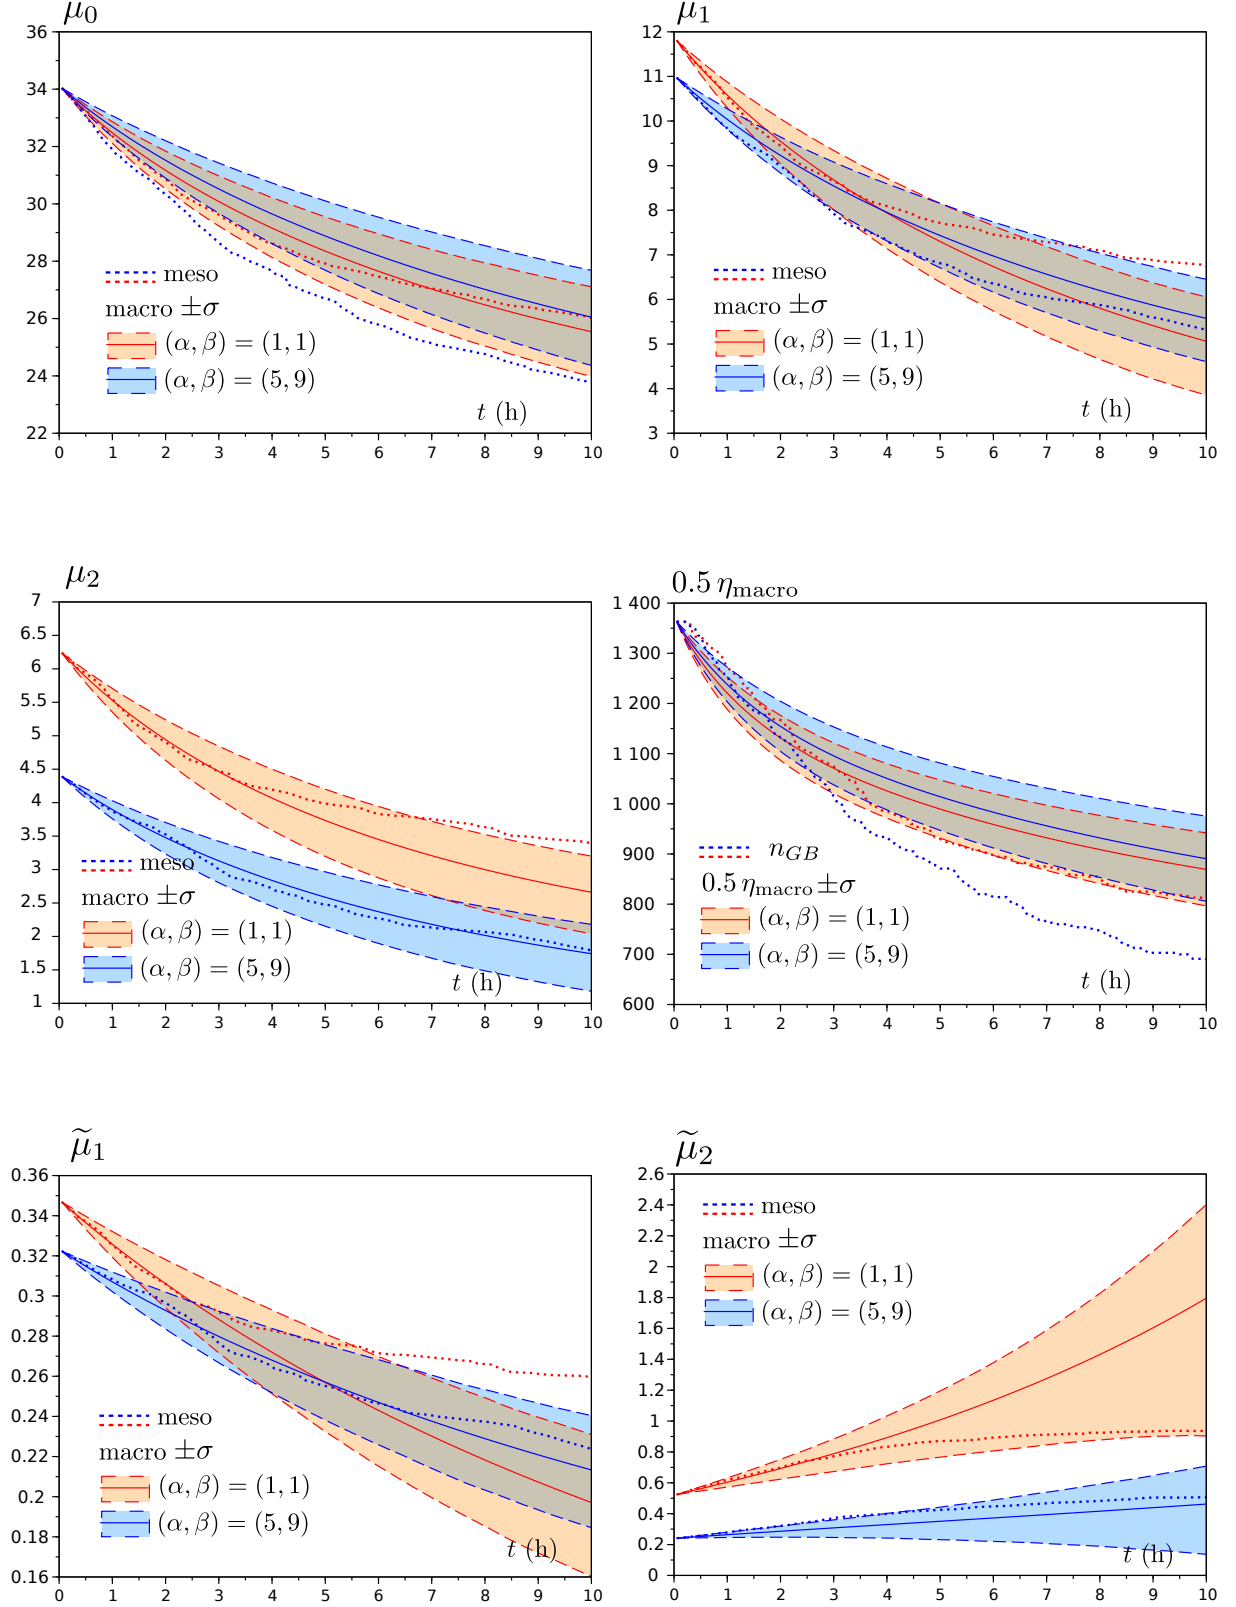 μ₀
36
34
32
30
28
26
24
22
0 1 2 3 4 5 6 7 8 9 10
meso
macro ±σ
(α, β) = (1, 1)
(α, β) = (5, 9)
t (h)
μ₁
12
11
10
9
8
7
6
5
4
3
0 1 2 3 4 5 6 7 8 9 10
meso
macro ±σ
(α, β) = (1, 1)
(α, β) = (5, 9)
t (h)
μ₂
7
6.5
6
5.5
5
4.5
4
3.5
3
2.5
2
1.5
1
0 1 2 3 4 5 6 7 8 9 10
meso
macro ±σ
(α, β) = (1, 1)
(α, β) = (5, 9)
t (h)
0.5 η_macro
1 400
1 300
1 200
1 100
1 000
900
800
700
600
0 1 2 3 4 5 6 7 8 9 10
n_GB
0.5 η_macro ±σ
(α, β) = (1, 1)
(α, β) = (5, 9)
t (h)
μ̃₁
0.36
0.34
0.32
0.3
0.28
0.26
0.24
0.22
0.2
0.18
0.16
0 1 2 3 4 5 6 7 8 9 10
meso
macro ±σ
(α, β) = (1, 1)
(α, β) = (5, 9)
t (h)
μ̃₂
2.6
2.4
2.2
2
1.8
1.6
1.4
1.2
1
0.8
0.6
0.4
0.2
0
0 1 2 3 4 5 6 7 8 9 10
meso
macro ±σ
(α, β) = (1, 1)
(α, β) = (5, 9)
t (h)